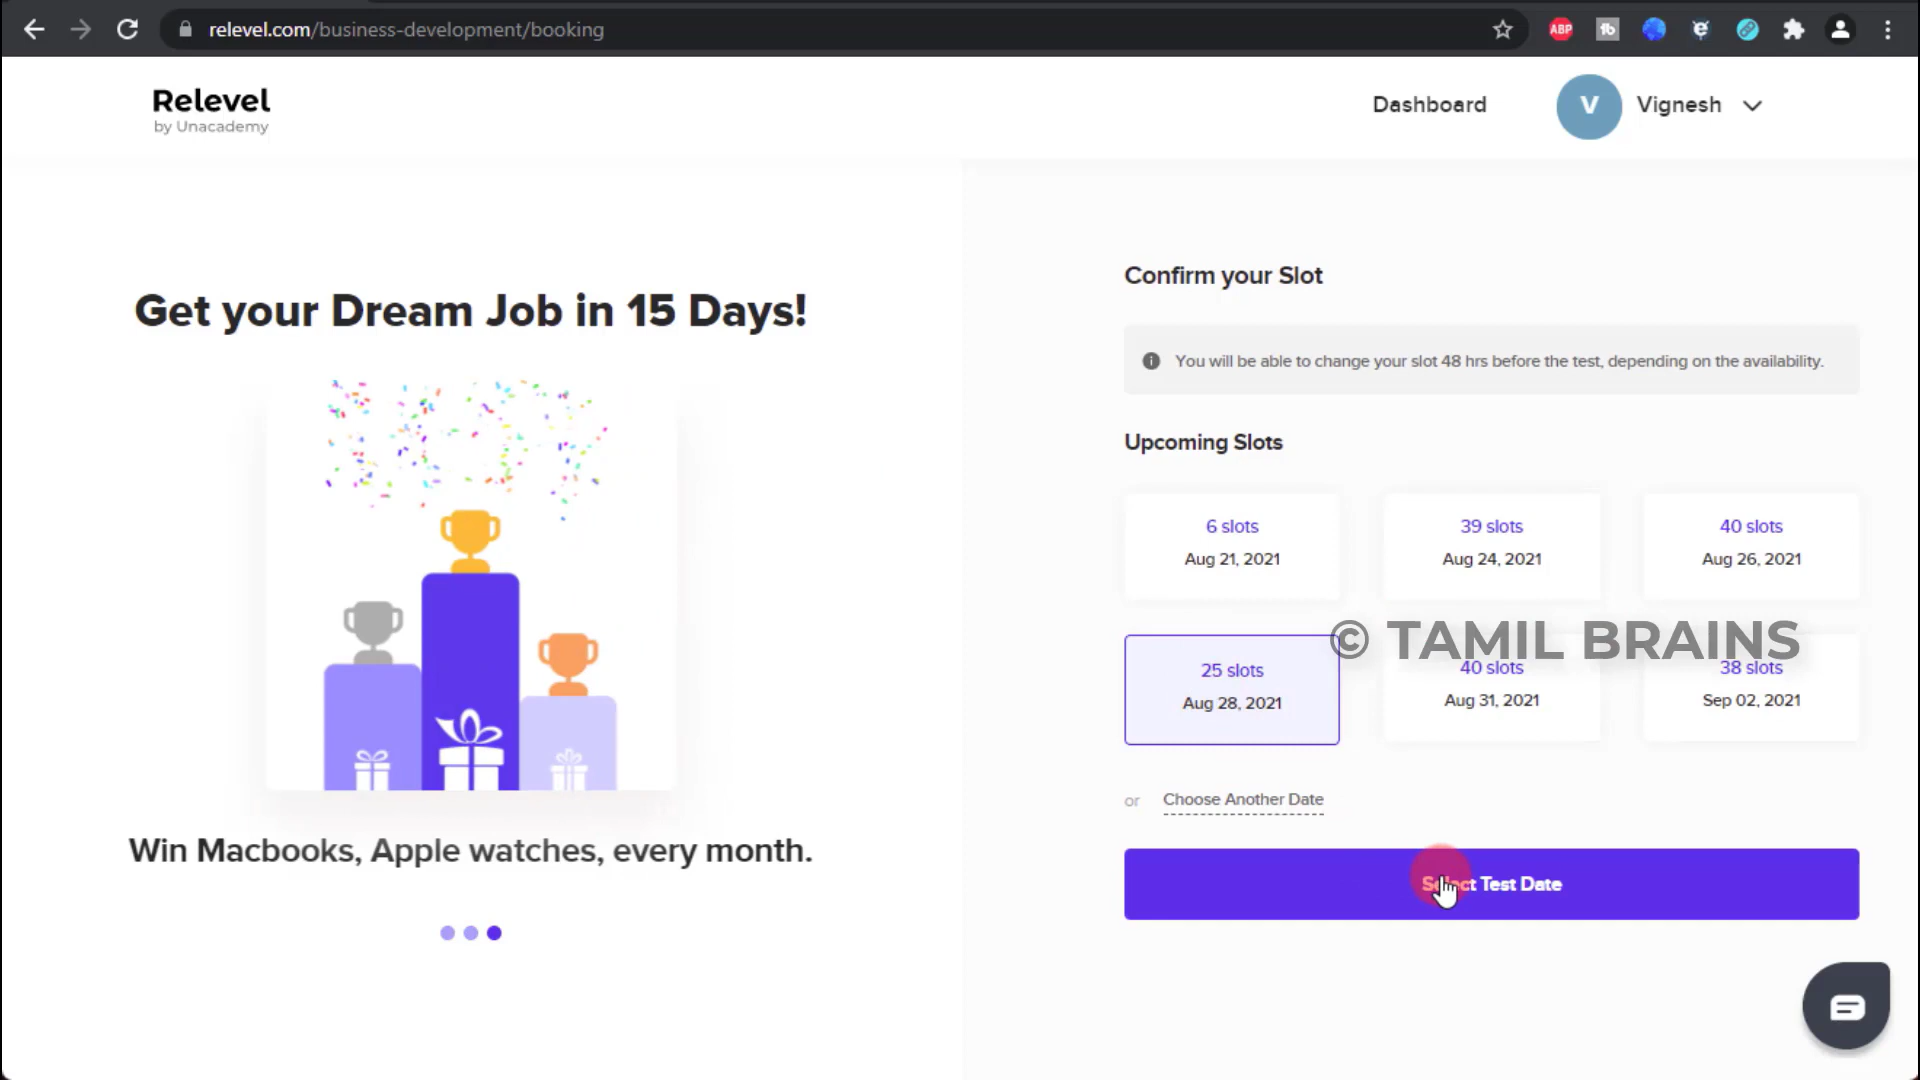 relevel.com/business-development/booking
ABP
Relevel
by Unacademy
Dashboard
V
Vignesh
Get your Dream Job in 15 Days!
Win Macbooks, Apple watches, every month.
Confirm your Slot
You will be able to change your slot 48 hrs before the test, depending on the availability.
Upcoming Slots
6 slots
Aug 21, 2021
39 slots
Aug 24, 2021
40 slots
Aug 26, 2021
25 slots
Aug 28, 2021
40 slots
Aug 31, 2021
38 slots
Sep 02, 2021
© TAMIL BRAINS
or Choose Another Date
Select Test Date